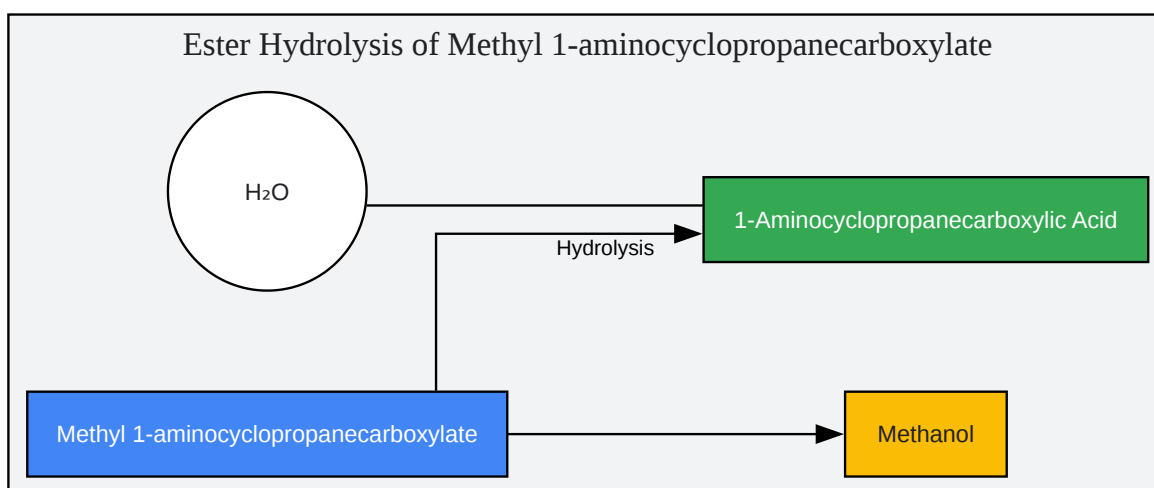 Ester Hydrolysis of Methyl 1-aminocyclopropanecarboxylate
H₂O
1-Aminocyclopropanecarboxylic Acid
Hydrolysis
Methyl 1-aminocyclopropanecarboxylate
Methanol